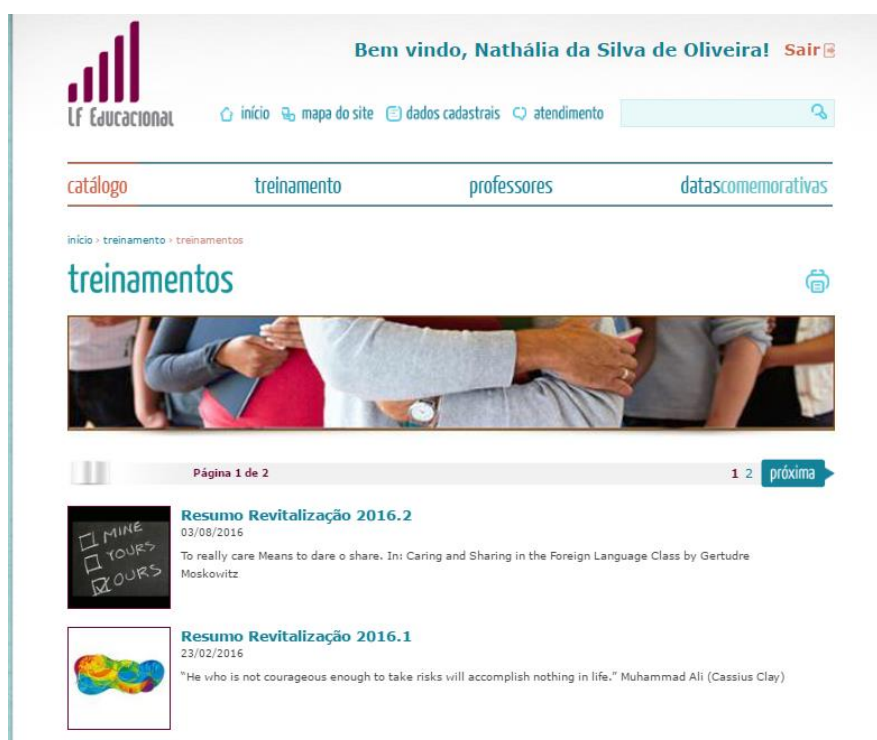 Bem vindo, Nathália da Silva de Oliveira! Sair
LF Educacional
início mapa do site dados cadastrais atendimento
catálogo treinamento professores datascomemorativas
início › treinamento › treinamentos
treinamentos
Página 1 de 2 1 2 próxima
MINE
YOURS
OURS
Resumo Revitalização 2016.2
03/08/2016
To really care Means to dare o share. In: Caring and Sharing in the Foreign Language Class by Gertudre
Moskowitz
Resumo Revitalização 2016.1
23/02/2016
"He who is not courageous enough to take risks will accomplish nothing in life.” Muhammad Ali (Cassius Clay)